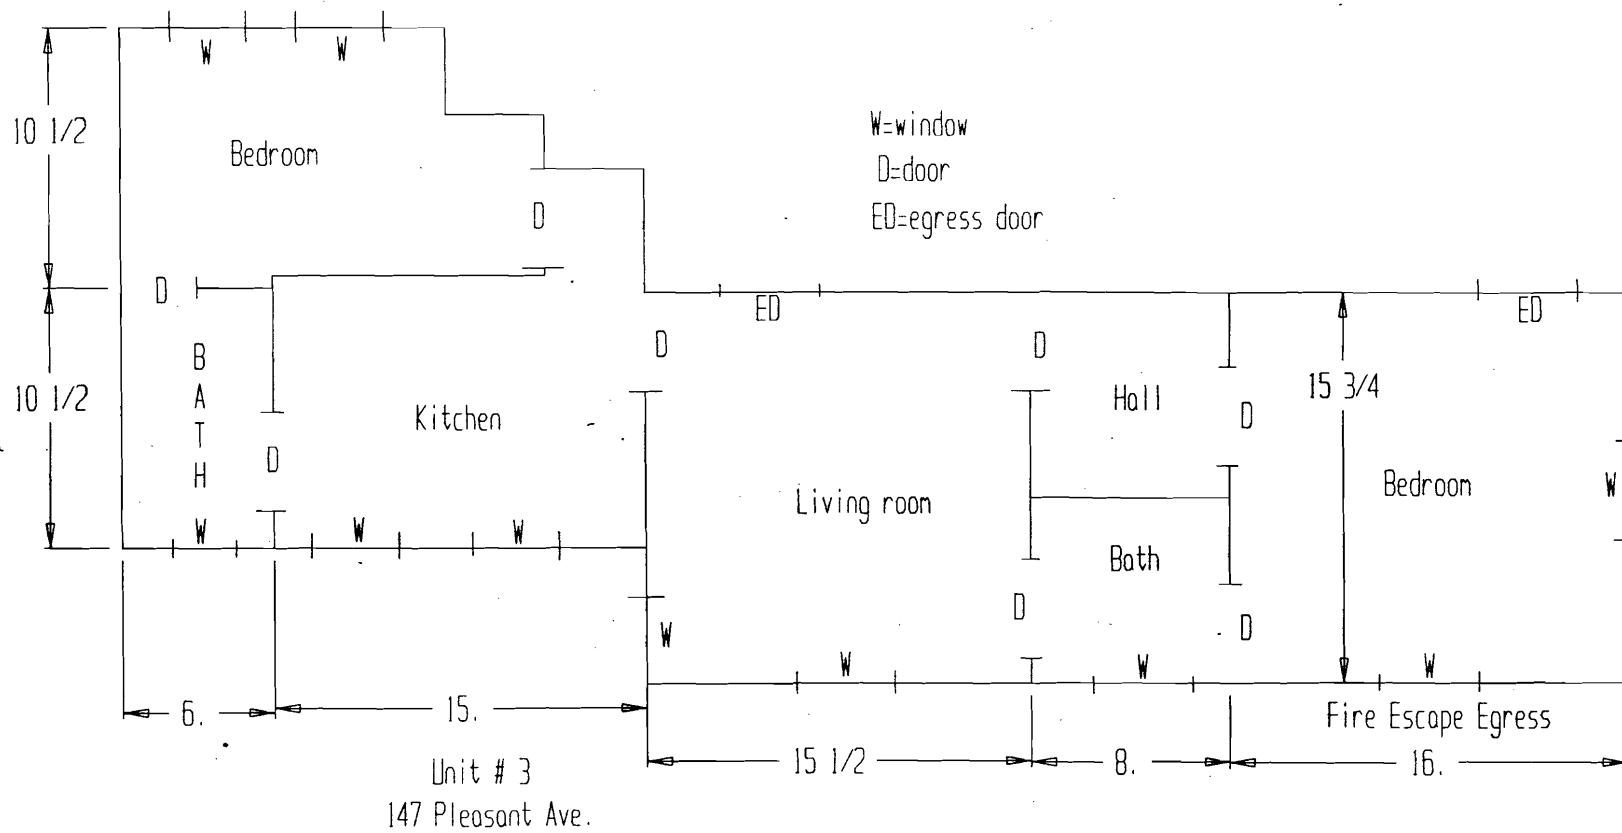 W W
10 1/2
Bedroom
D
W=window
D=door
ED=egress door
D
ED
ED
D
D
BATH
10 1/2
Kitchen
D
Hall
D
15 3/4
Living room
Bedroom
W
W W W
Bath
D
D
W
W
W
W
6.
15.
Fire Escape Egress
15 1/2
8.
16.
Unit # 3
147 Pleasant Ave.